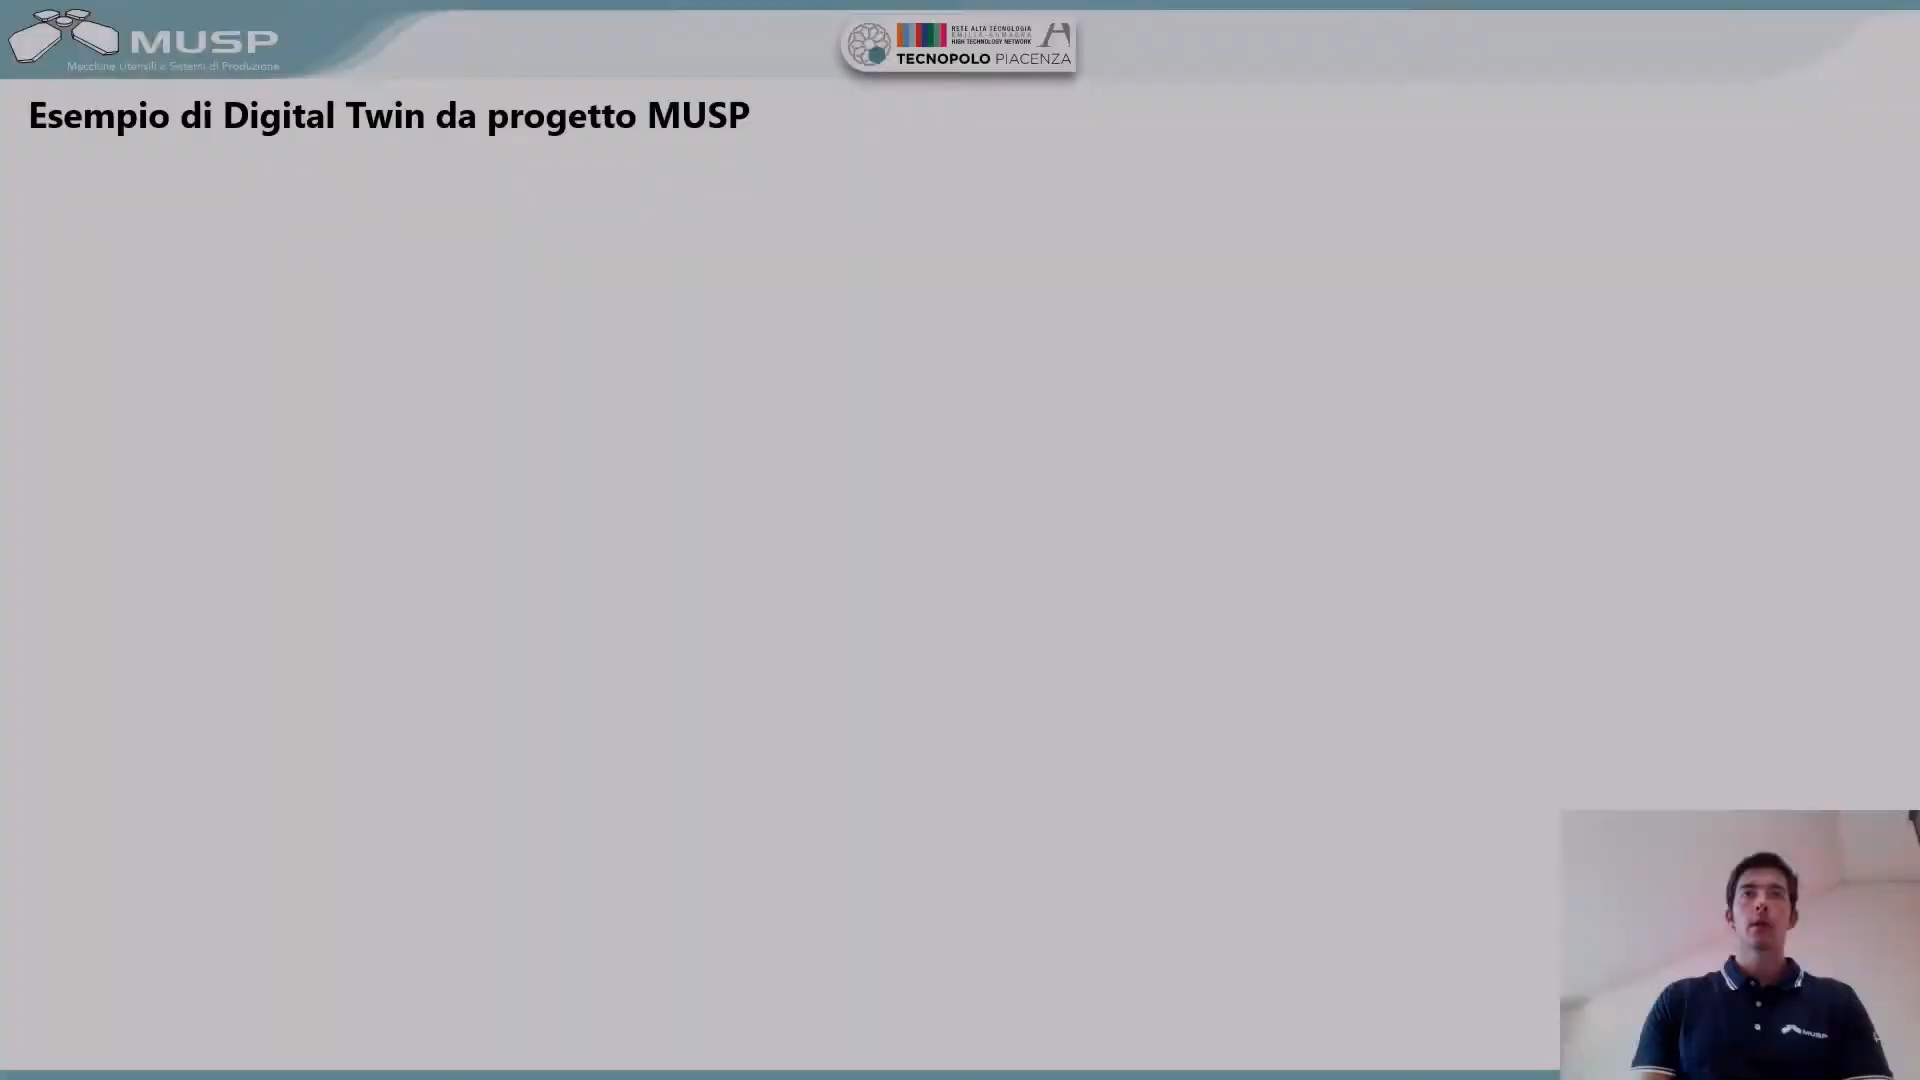 MUSP
Macchine Utensili e Sistemi di Produzione
RETE ALTA TECNOLOGIA
EMILIA-ROMAGNA
HIGH TECHNOLOGY NETWORK
TECNOPOLO PIACENZA
Esempio di Digital Twin da progetto MUSP
MUSP